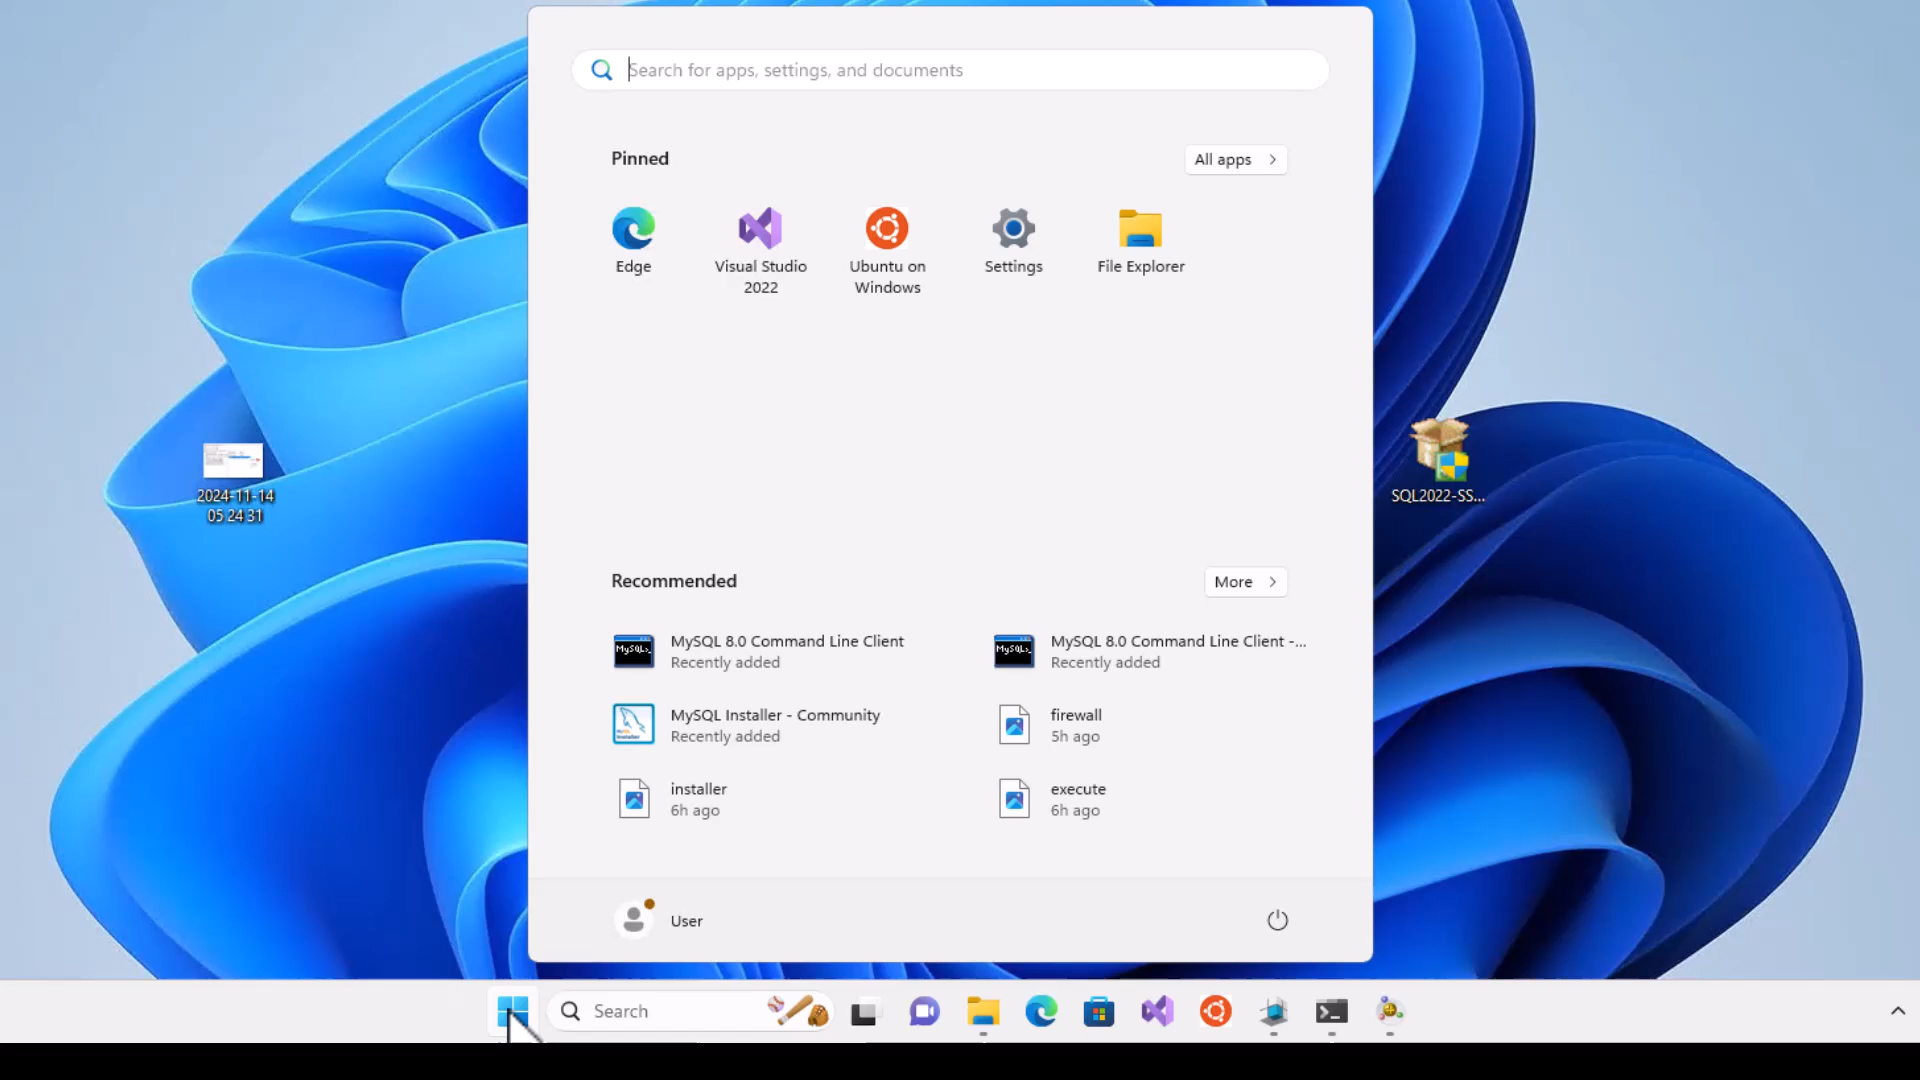 Search for apps, settings, and documents
Pinned
All apps
Edge
Visual Studio
2022
Ubuntu on
Windows
Settings
File Explorer
2024-11-14
05 24 31
SQL2022-SS...
Recommended
More
MySQL 8.0 Command Line Client
Recently added
MySQL 8.0 Command Line Client -...
Recently added
MySQL Installer - Community
Recently added
firewall
5h ago
installer
6h ago
execute
6h ago
User
Search